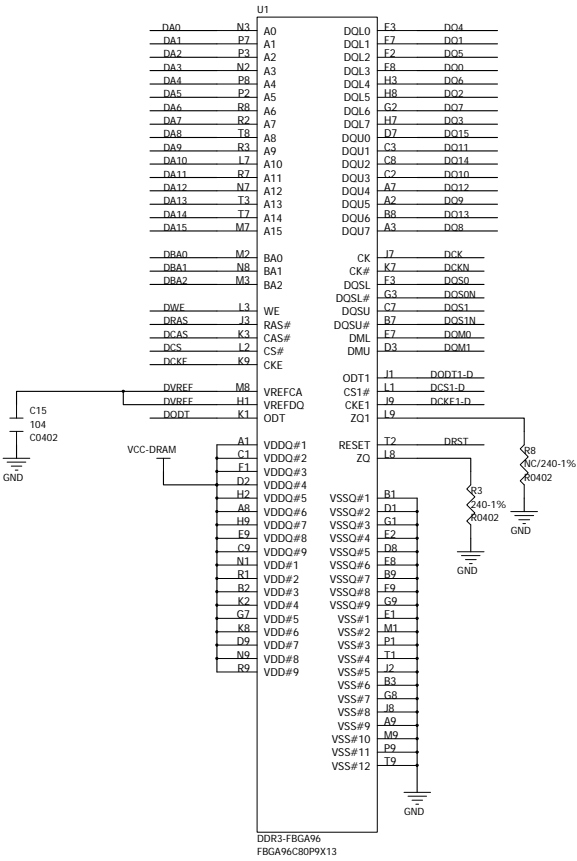 U1
DA0 N3 A0 DQL0 E3 DQ4
DA1 P7 A1 DQL1 F7 DQ1
DA2 P3 A2 DQL2 F2 DQ5
DA3 N2 A3 DQL3 F8 DQ0
DA4 P8 A4 DQL4 H3 DQ6
DA5 P2 A5 DQL5 H8 DQ2
DA6 R8 A6 DQL6 G2 DQ7
DA7 R2 A7 DQL7 H7 DQ3
DA8 T8 A8 DQU0 D7 DQ15
DA9 R3 A9 DQU1 C3 DQ11
DA10 L7 A10 DQU2 C8 DQ14
DA11 R7 A11 DQU3 C2 DQ10
DA12 N7 A12 DQU4 A7 DQ12
DA13 T3 A13 DQU5 A2 DQ9
DA14 T7 A14 DQU6 B8 DQ13
DA15 M7 A15 DQU7 A3 DQ8
DBA0 M2 BA0 CK J7 DCK
DBA1 N8 BA1 CK# K7 DCKN
DBA2 M3 BA2 DQSL F3 DQS0
DQSL# G3 DQS0N
DWE L3 WE DQSU C7 DQS1
DRAS J3 RAS# DQSU# B7 DQS1N
DCAS K3 CAS# DML E7 DQM0
DCS L2 CS# DMU D3 DQM1
DCKE K9 CKE
ODT1 J1 DODT1-D
DVREF M8 VREFCA CS1# L1 DCS1-D
DVREF H1 VREFDQ CKE1 J9 DCKE1-D
DODT K1 ODT ZQ1 L9
C15
104
C0402
GND
VCC-DRAM
A1 VDDQ#1 RESET T2 DRST
C1 VDDQ#2 ZQ L8
F1 VDDQ#3
D2 VDDQ#4
H2 VDDQ#5 VSSQ#1 B1
A8 VDDQ#6 VSSQ#2 D1
H9 VDDQ#7 VSSQ#3 G1
E9 VDDQ#8 VSSQ#4 E2
C9 VDDQ#9 VSSQ#5 D8
N1 VDD#1 VSSQ#6 E8
R1 VDD#2 VSSQ#7 B9
B2 VDD#3 VSSQ#8 F9
K2 VDD#4 VSSQ#9 G9
G7 VDD#5 VSS#1 E1
K8 VDD#6 VSS#2 M1
D9 VDD#7 VSS#3 P1
N9 VDD#8 VSS#4 T1
R9 VDD#9 VSS#5 J2
VSS#6 B3
VSS#7 G8
VSS#8 J8
VSS#9 A9
VSS#10 M9
VSS#11 P9
VSS#12 T9
R8
NC/240-1%
R0402
GND
R3
240-1%
R0402
GND
GND
DDR3-FBGA96
FBGA96C80P9X13